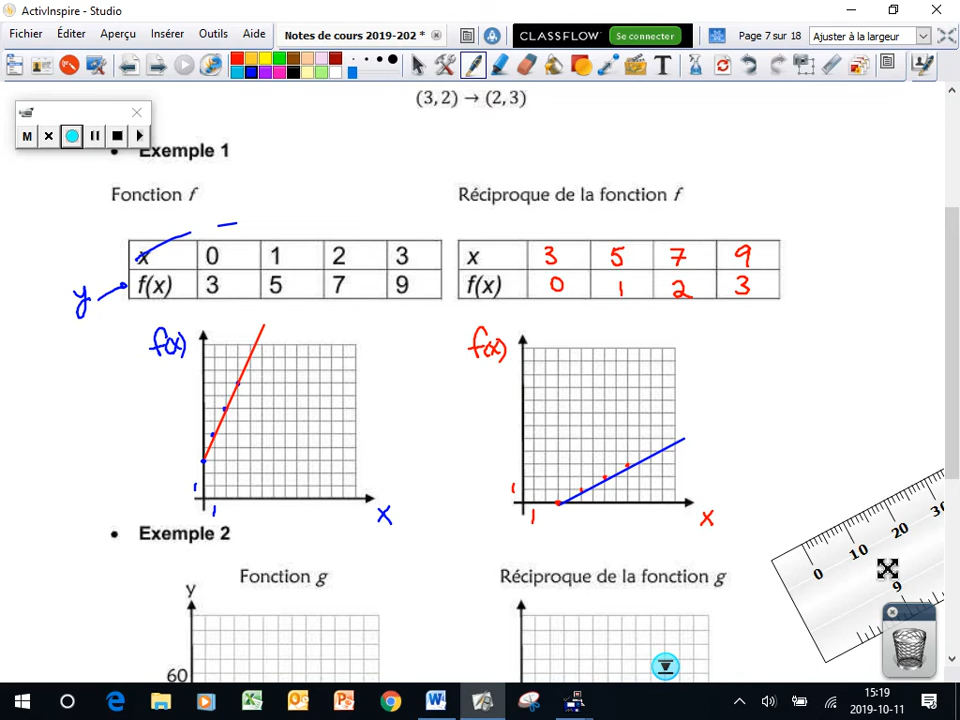 ActivInspire - Studio
Fichier Éditer Aperçu Insérer Outils Aide Notes de cours 2019-202 * CLASSFLOW Se connecter Page 7 sur 18 Ajuster à la largeur
(3, 2) → (2, 3)
M
• Exemple 1
Fonction f Réciproque de la fonction f
x 0 1 2 3 x 3 5 7 9
y f(x) 3 5 7 9 f(x) 0 1 2 3
f(x) f(x)
1 1
1 x 1 x
0 10 20 30
9
• Exemple 2
Fonction g Réciproque de la fonction g
y
60
15:19
2019-10-11